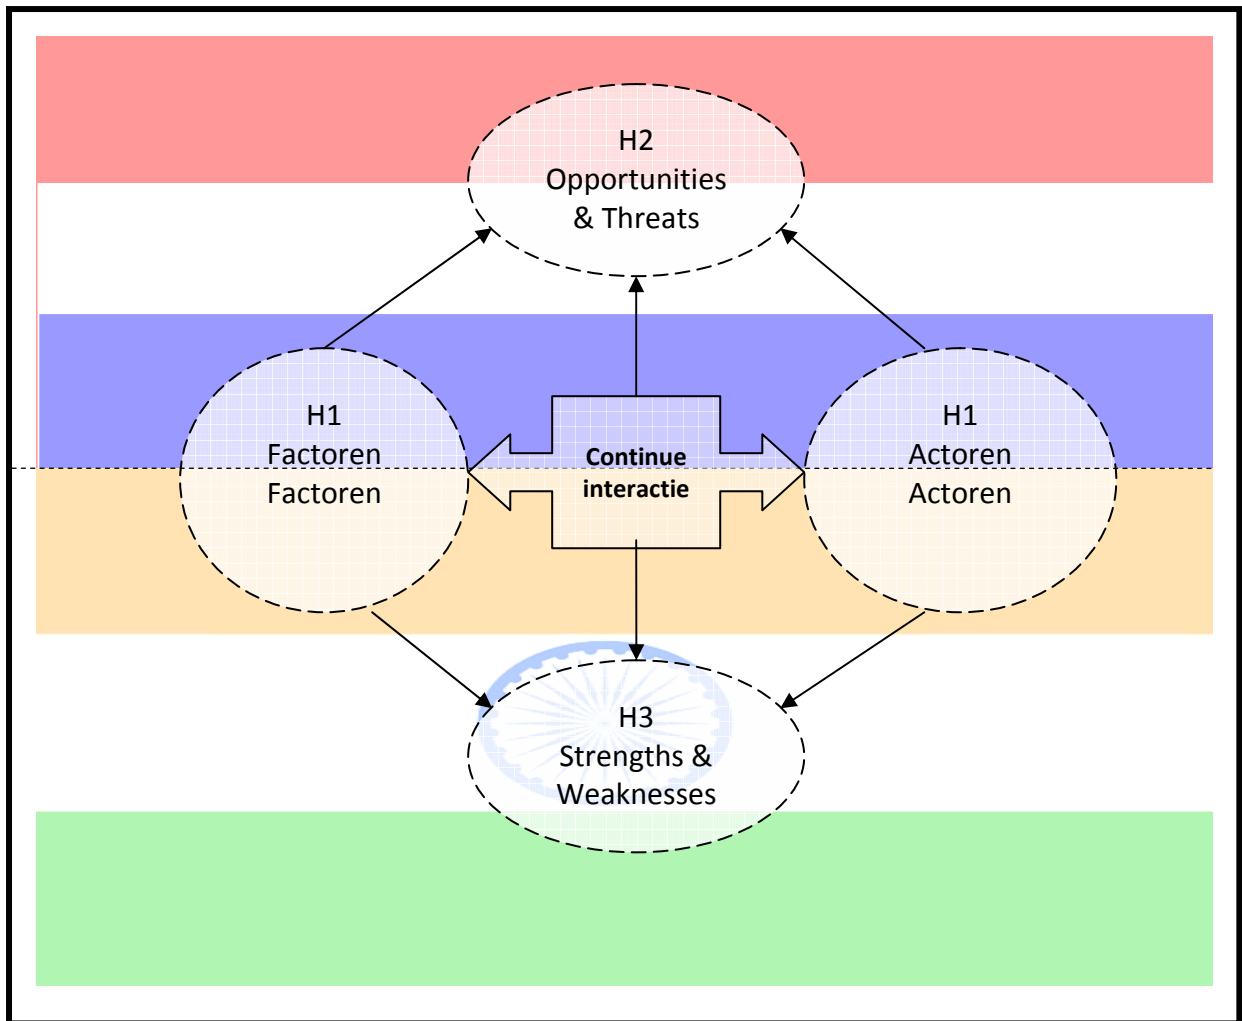 H2
Opportunities
& Threats
H1
Factoren
Factoren
Continue
interactie
H1
Actoren
Actoren
H3
Strengths &
Weaknesses